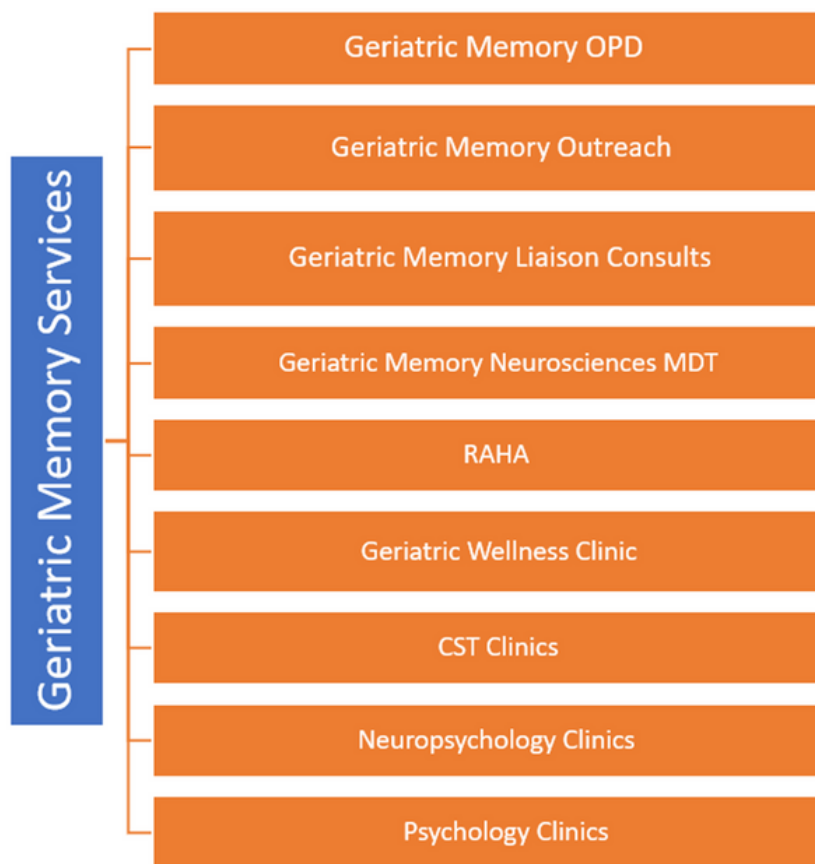 Geriatric Memory Services
Geriatric Memory OPD
Geriatric Memory Outreach
Geriatric Memory Liaison Consults
Geriatric Memory Neurosciences MDT
RAHA
Geriatric Wellness Clinic
CST Clinics
Neuropsychology Clinics
Psychology Clinics